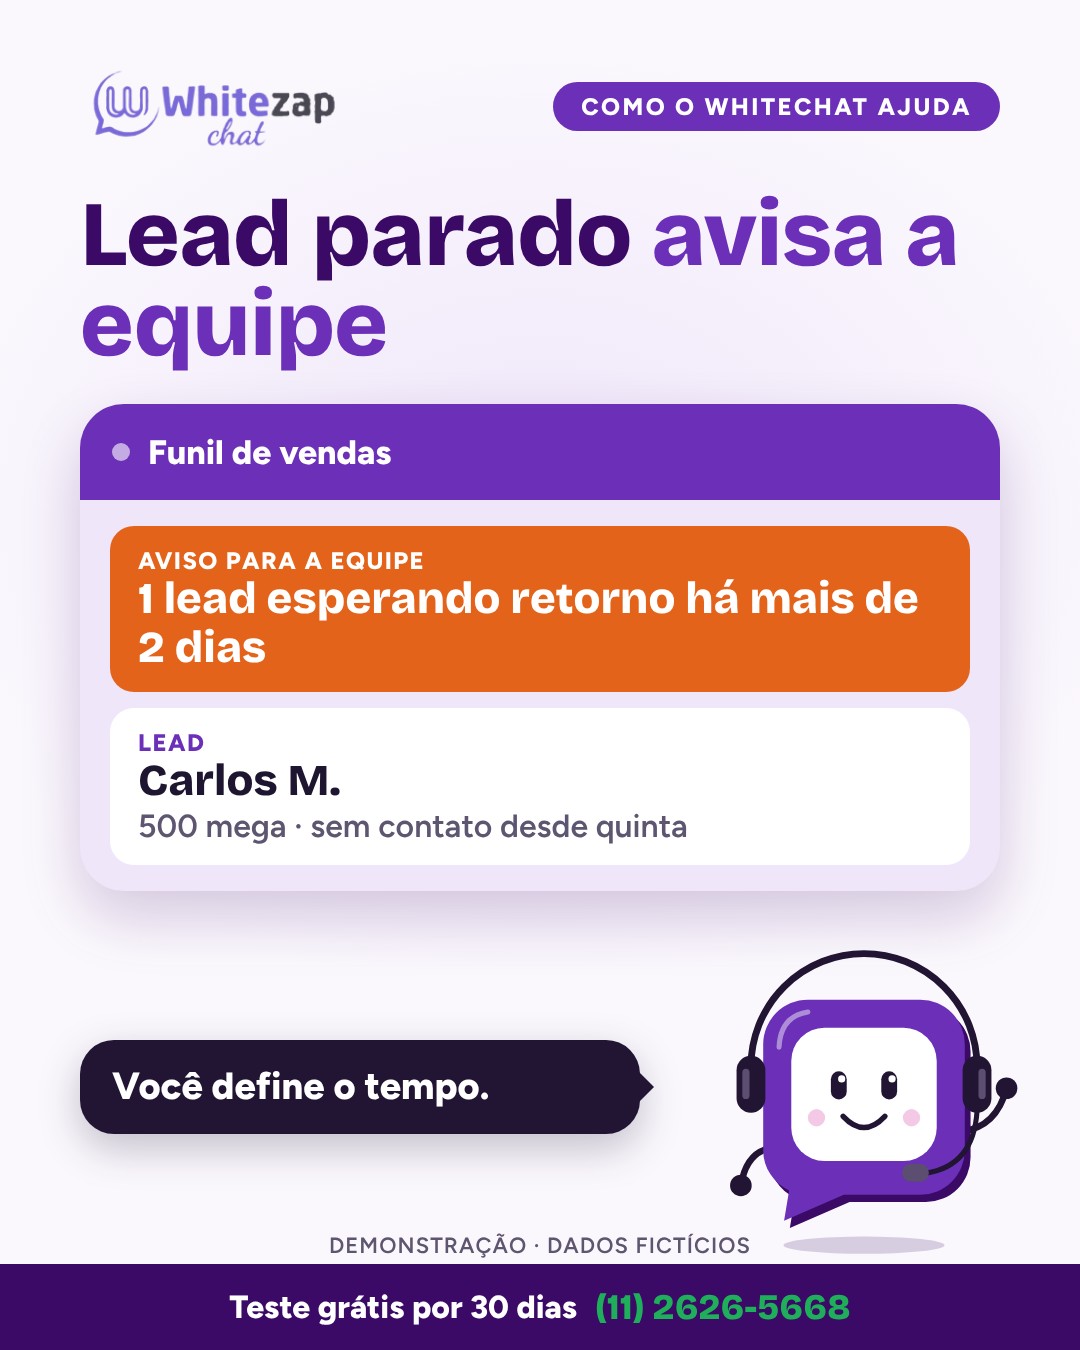 Whitezap
chat
COMO O WHITECHAT AJUDA
Lead parado avisa a
equipe
Funil de vendas
AVISO PARA A EQUIPE
1 lead esperando retorno há mais de
2 dias
LEAD
Carlos M.
500 mega · sem contato desde quinta
Você define o tempo.
DEMONSTRAÇÃO · DADOS FICTÍCIOS
Teste grátis por 30 dias (11) 2626-5668